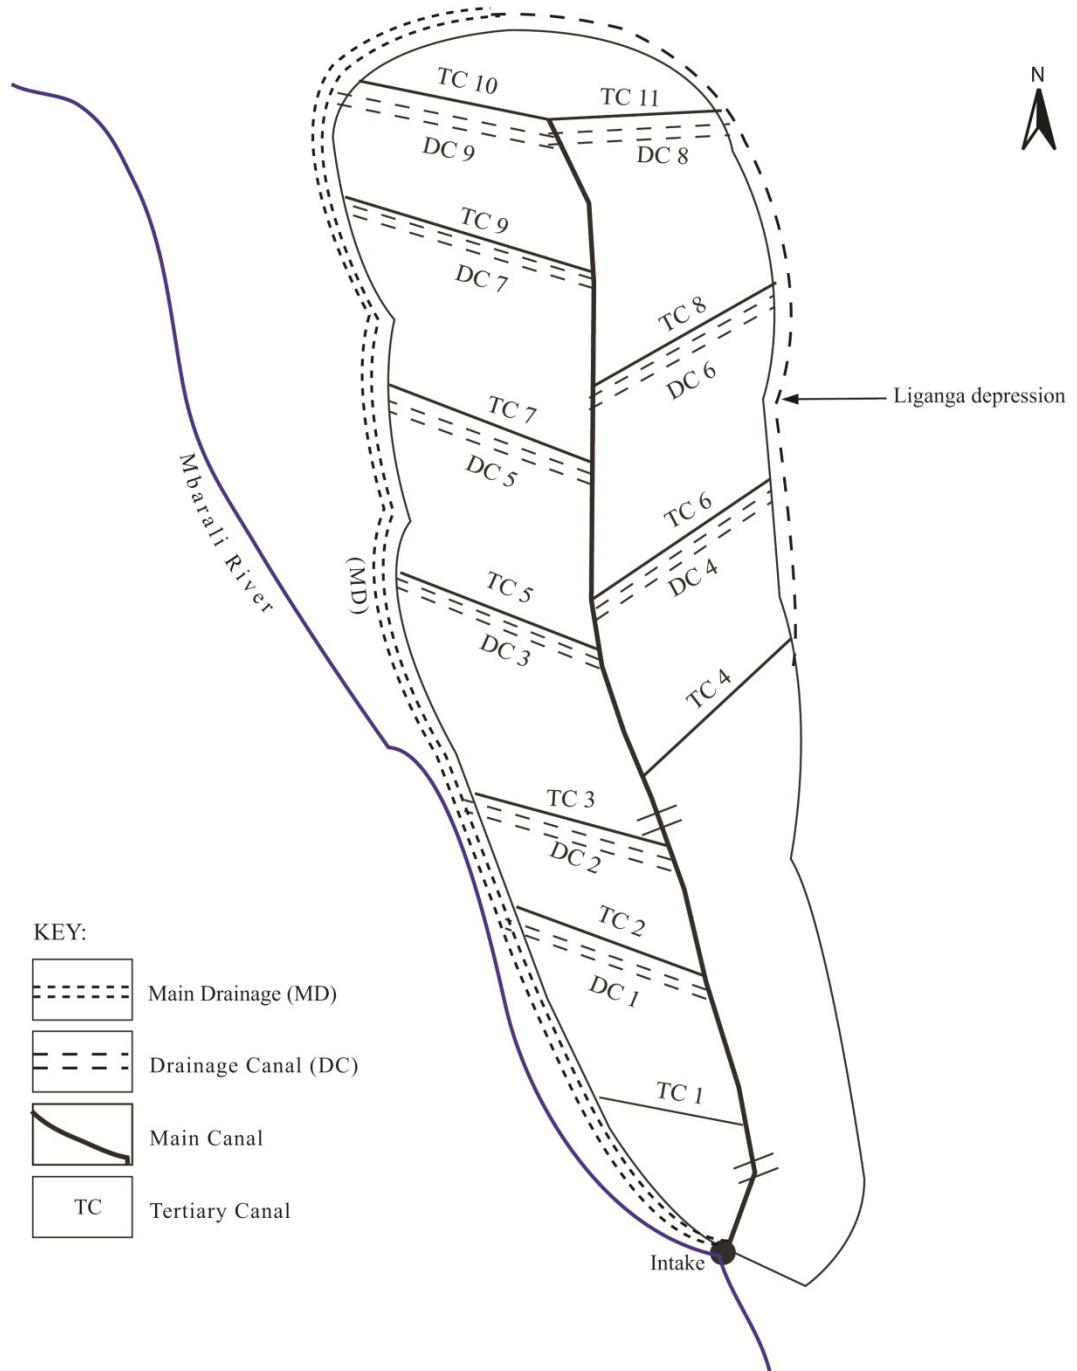 N
TC 10
TC 11
DC 9
DC 8
TC 9
DC 7
TC 8
DC 6
Liganga depression
TC 7
DC 5
Mbarali River
TC 6
DC 4
(MD)
TC 5
DC 3
TC 4
TC 3
DC 2
TC 2
DC 1
TC 1
Intake
KEY:
Main Drainage (MD)
Drainage Canal (DC)
Main Canal
TC Tertiary Canal